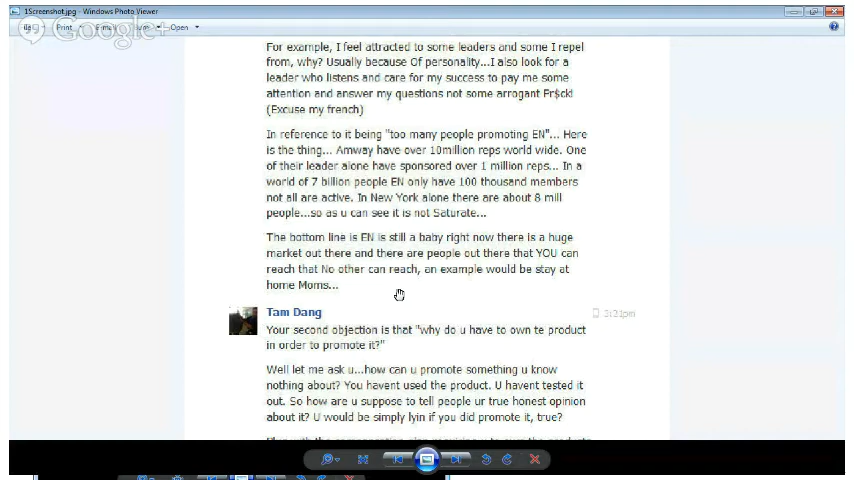 1Screenshot.jpg - Windows Photo Viewer
Print
Open
Google+
For example, I feel attracted to some leaders and some I repel
from, why? Usually because Of personality...I also look for a
leader who listens and care for my success to pay me some
attention and answer my questions not some arrogant Pr$ck!
(Excuse my french)
In reference to it being "too many people promoting EN"... Here
is the thing... Amway have over 10million reps world wide. One
of their leader alone have sponsored over 1 million reps... In a
world of 7 billion people EN only have 100 thousand members
not all are active. In New York alone there are about 8 mill
people...so as u can see it is not Saturate...
The bottom line is EN is still a baby right now there is a huge
market out there and there are people out there that YOU can
reach that No other can reach, an example would be stay at
home Moms...
Tam Dang
3:21pm
Your second objection is that "why do u have to own te product
in order to promote it?"
Well let me ask u...how can u promote something u know
nothing about? You havent used the product. U havent tested it
out. So how are u suppose to tell people ur true honest opinion
about it? U would be simply lyin if you did promote it, true?